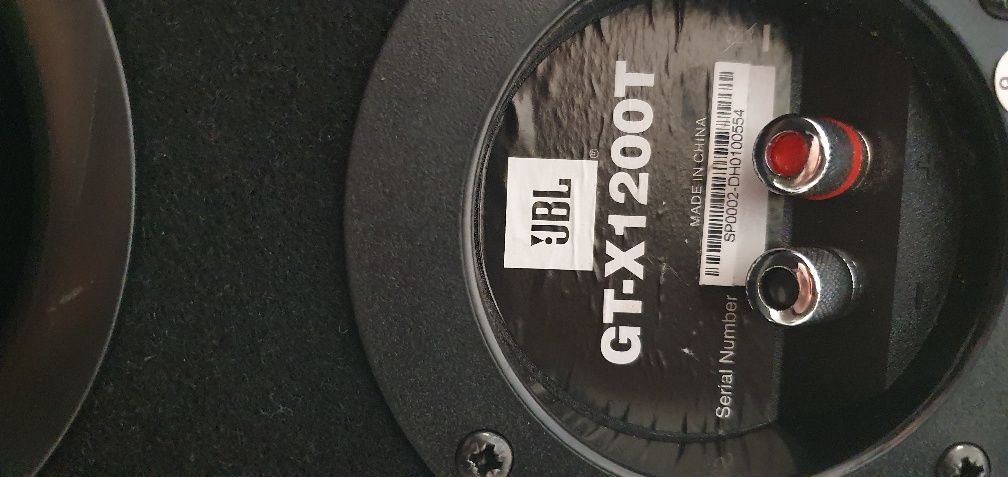 JBL®
GT-X1200T
MADE IN CHINA
Serial Number
SP0002-DH0100554
+
-